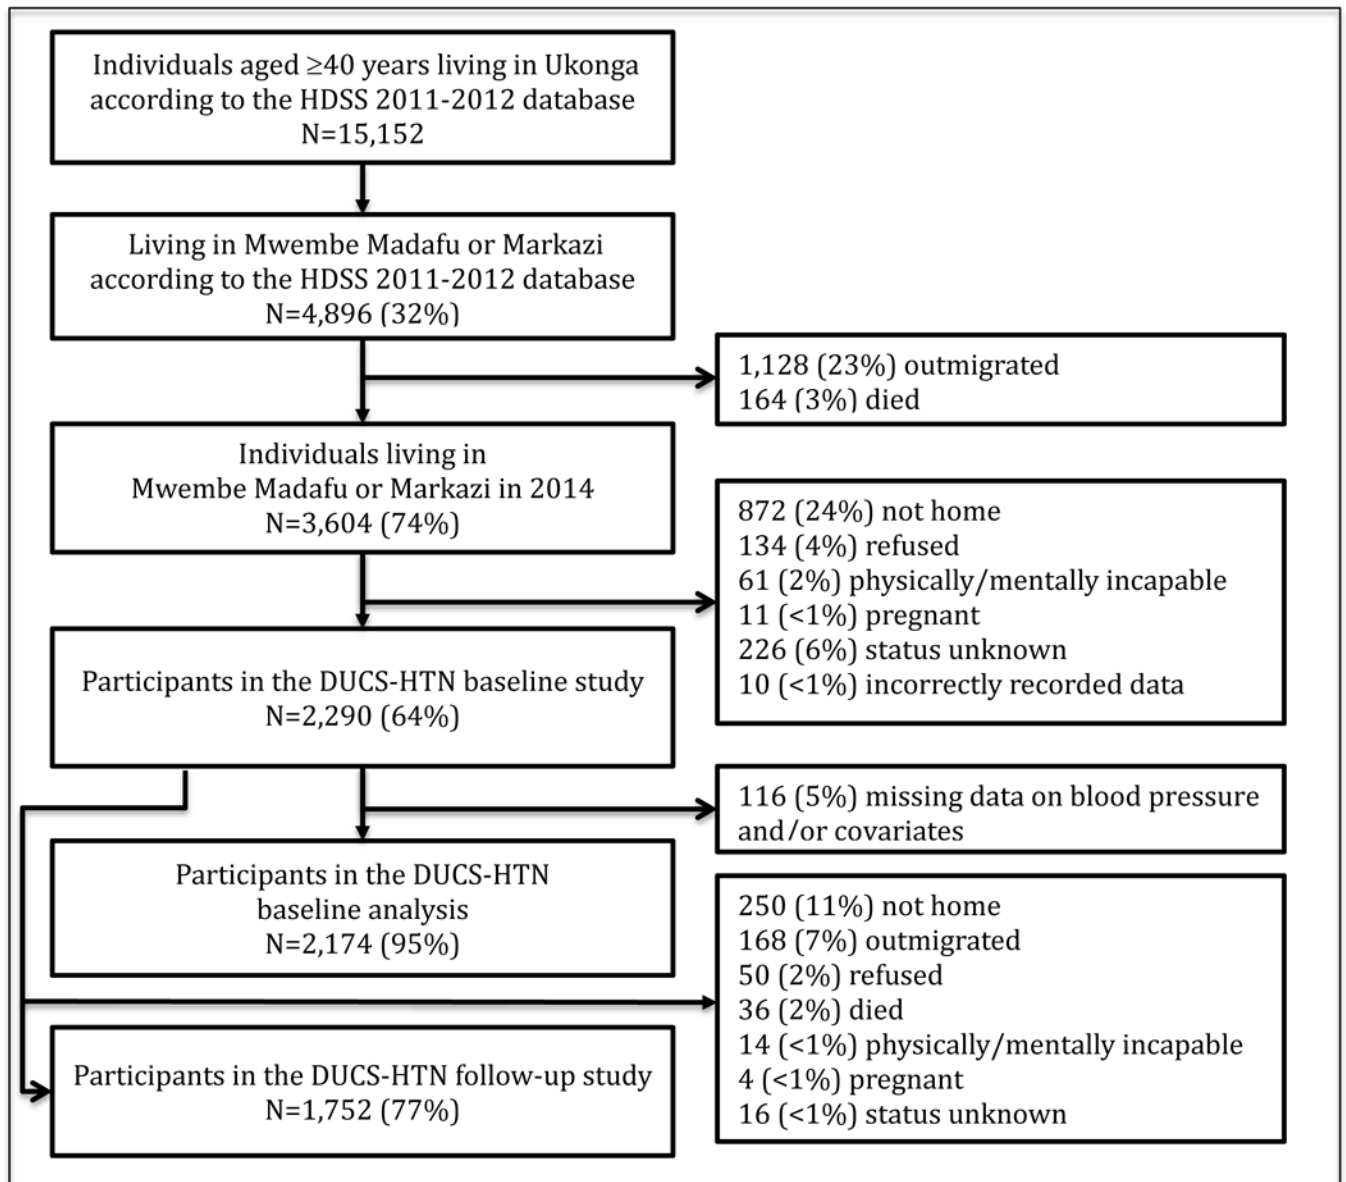 Individuals aged ≥40 years living in Ukonga
according to the HDSS 2011-2012 database
N=15,152
Living in Mwembe Madafu or Markazi
according to the HDSS 2011-2012 database
N=4,896 (32%)
1,128 (23%) outmigrated
164 (3%) died
Individuals living in
Mwembe Madafu or Markazi in 2014
N=3,604 (74%)
872 (24%) not home
134 (4%) refused
61 (2%) physically/mentally incapable
11 (<1%) pregnant
226 (6%) status unknown
10 (<1%) incorrectly recorded data
Participants in the DUCS-HTN baseline study
N=2,290 (64%)
116 (5%) missing data on blood pressure
and/or covariates
Participants in the DUCS-HTN
baseline analysis
N=2,174 (95%)
250 (11%) not home
168 (7%) outmigrated
50 (2%) refused
36 (2%) died
14 (<1%) physically/mentally incapable
4 (<1%) pregnant
16 (<1%) status unknown
Participants in the DUCS-HTN follow-up study
N=1,752 (77%)